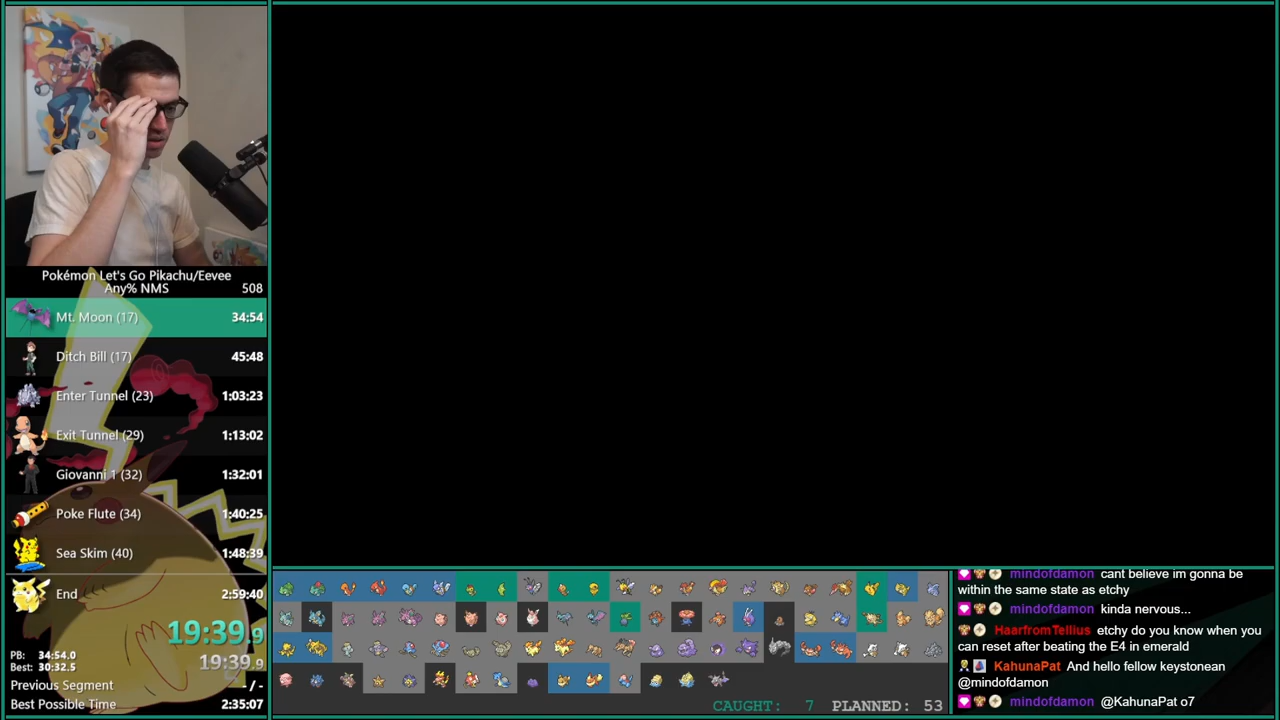 Pokémon Let's Go Pikachu/Eevee
Any% NMS 508
Mt. Moon (17) 34:54
Ditch Bill (17) 45:48
Enter Tunnel (23) 1:03:23
Exit Tunnel (29) 1:13:02
Giovanni 1 (32) 1:32:01
Poke Flute (34) 1:40:25
Sea Skim (40) 1:48:39
End 2:59:40
19:39.9
PB: 34:54.0
Best: 30:32.5
19:39.9
Previous Segment - / -
Best Possible Time 2:35:07
CAUGHT: 7 PLANNED: 53
mindofdamon cant believe im gonna be
within the same state as etchy
mindofdamon kinda nervous...
HaarfromTellius etchy do you know when you
can reset after beating the E4 in emerald
KahunaPat And hello fellow keystonean
@mindofdamon
mindofdamon @KahunaPat o7